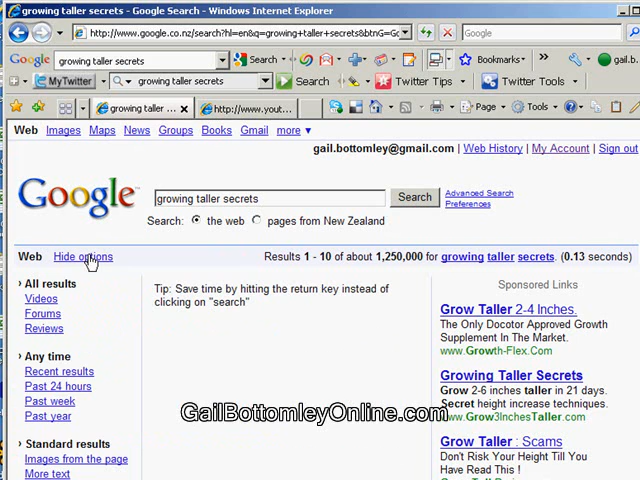 growing taller secrets - Google Search - Windows Internet Explorer
http://www.google.co.nz/search?hl=en&q=growing+taller+secrets&btnG=Gc
Google
growing taller secrets
Search
Bookmarks
gail.b
MyTwitter
growing taller secrets
Search
Twitter Tips
Twitter Tools
growing taller ...
http://www.yout...
Page
Tools
Web Images Maps News Groups Books Gmail more ▼
gail.bottomley@gmail.com | Web History | My Account | Sign out
Google
growing taller secrets
Search
Advanced Search
Preferences
Search: the web pages from New Zealand
Web Hide options Results 1 - 10 of about 1,250,000 for growing taller secrets. (0.13 seconds)
› All results
Videos
Forums
Reviews
› Any time
Recent results
Past 24 hours
Past week
Past year
› Standard results
Images from the page
More text
Tip: Save time by hitting the return key instead of
clicking on "search"
Sponsored Links
Grow Taller 2-4 Inches.
The Only Docotor Approved Growth
Supplement In The Market.
www.Growth-Flex.Com
Growing Taller Secrets
Grow 2-6 inches taller in 21 days.
Secret height increase techniques.
www.Grow3InchesTaller.com
Grow Taller : Scams
Don't Risk Your Height Till You
Have Read This !
GailBottomleyOnline.com